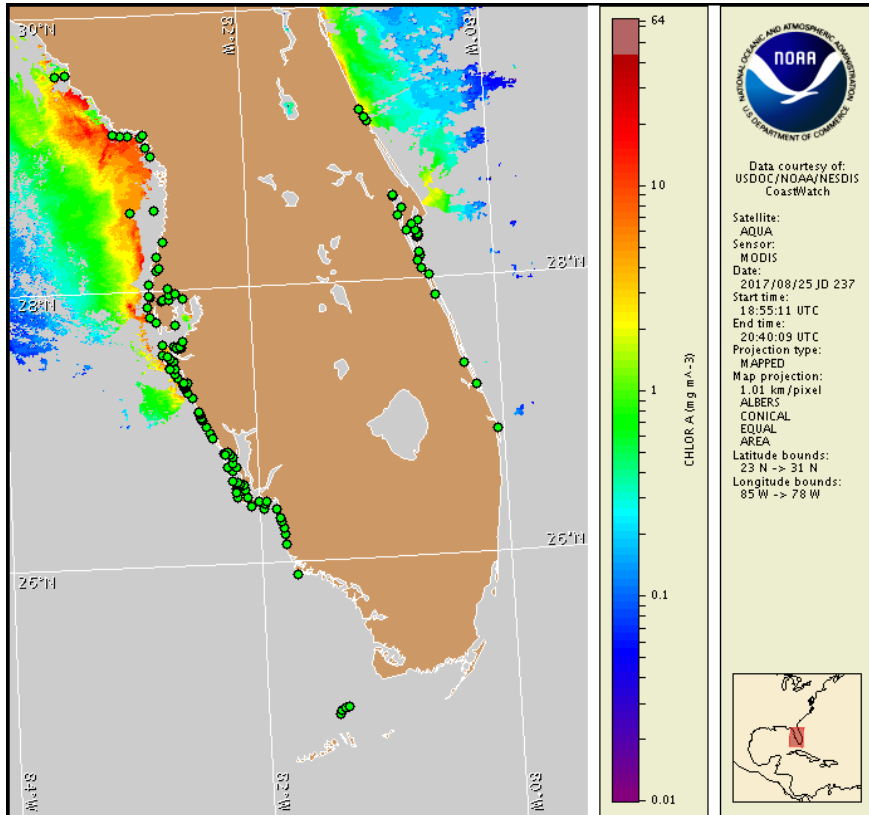 30°N
82°W
80°W
28°N
28°N
26°N
26°N
84°W
82°W
80°W
64
10
1
0.1
0.01
CHLOR A (mg m^-3)
NATIONAL OCEANIC AND ATMOSPHERIC ADMINISTRATION
NOAA
U.S. DEPARTMENT OF COMMERCE
Data courtesy of:
USDOC/NOAA/NESDIS
CoastWatch
Satellite:
AQUA
Sensor:
MODIS
Date:
2017/08/25 JD 237
Start time:
18:55:11 UTC
End time:
20:40:09 UTC
Projection type:
MAPPED
Map projection:
1.01 km/pixel
ALBERS
CONICAL
EQUAL
AREA
Latitude bounds:
23 N -> 31 N
Longitude bounds:
85 W -> 78 W